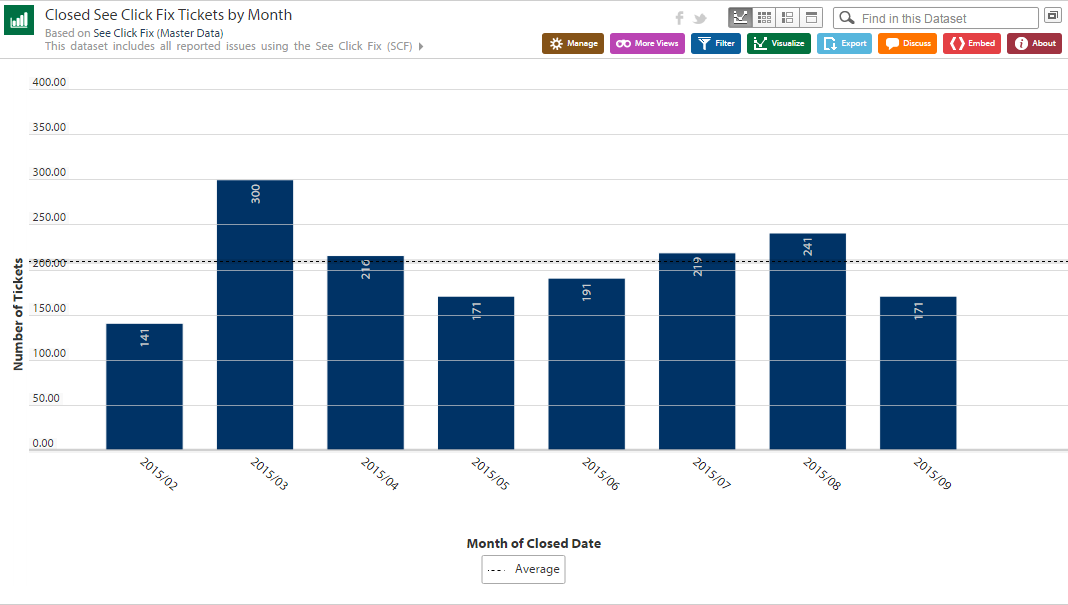 Closed See Click Fix Tickets by Month
Based on See Click Fix (Master Data)
This dataset includes all reported issues using the See Click Fix (SCF)
Find in this Dataset
Manage
More Views
Filter
Visualize
Export
Discuss
Embed
About
400.00
350.00
300.00
250.00
200.00
150.00
100.00
50.00
0.00
Number of Tickets
141
300
171
191
219
241
171
2015/02
2015/03
2015/04
2015/05
2015/06
2015/07
2015/08
2015/09
Month of Closed Date
Average